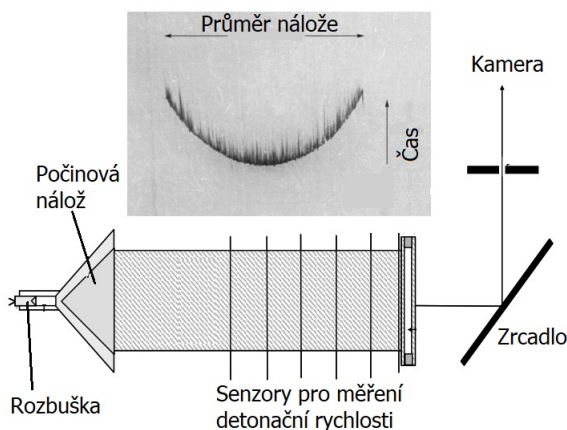 Průměr nálože
Kamera
Čas
Počinová
nálož
Zrcadlo
Rozbuška
Senzory pro měření
detonační rychlosti